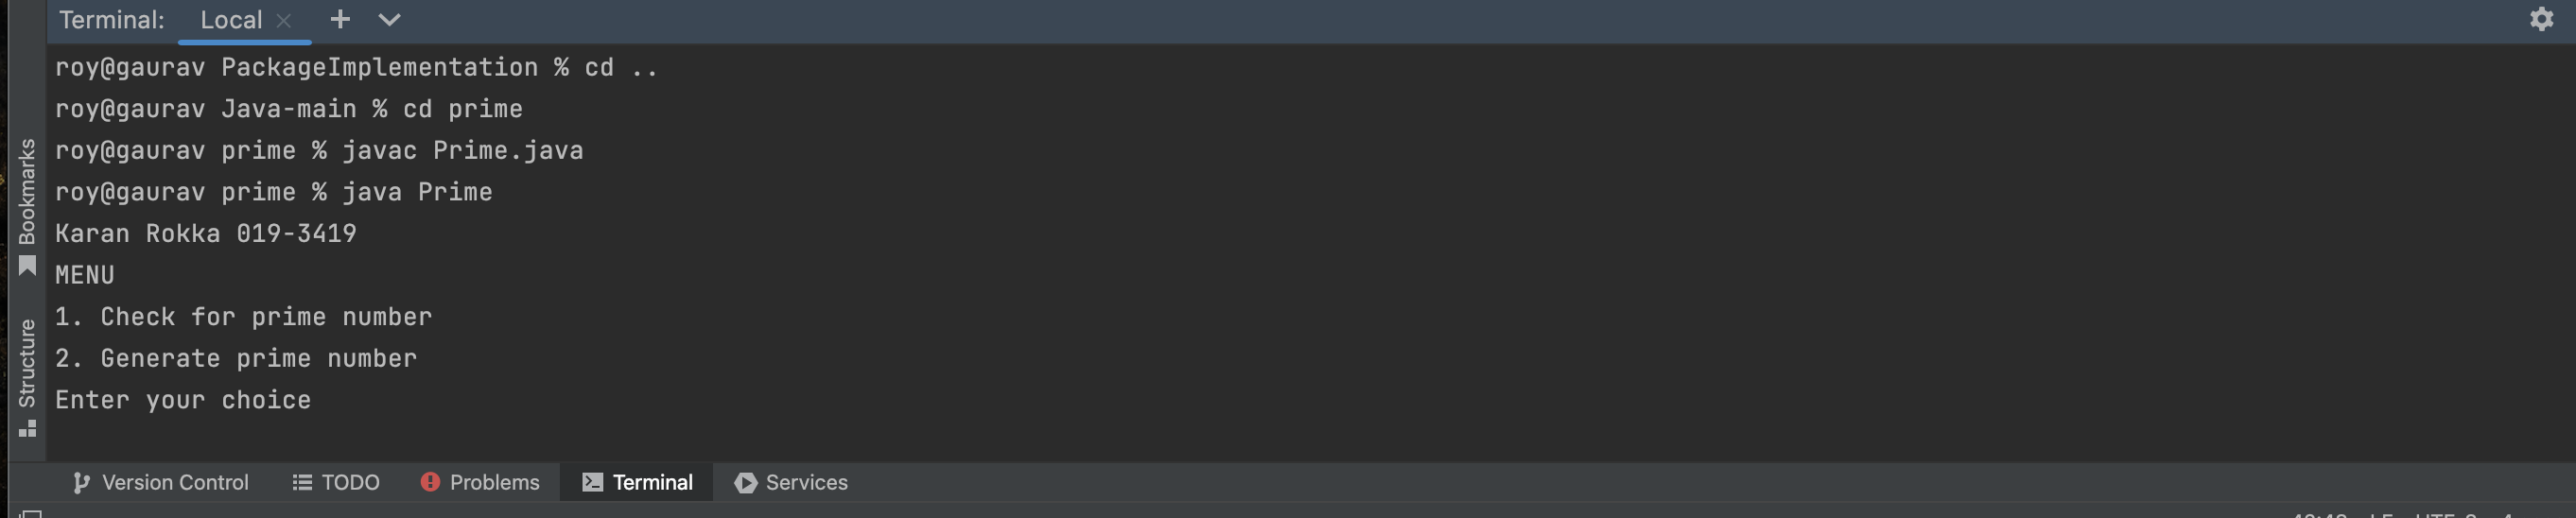 Terminal: Local
roy@gaurav PackageImplementation % cd ..
roy@gaurav Java-main % cd prime
roy@gaurav prime % javac Prime.java
roy@gaurav prime % java Prime
Karan Rokka 019-3419
MENU
1. Check for prime number
2. Generate prime number
Enter your choice
Bookmarks
Structure
Version Control TODO Problems Terminal Services